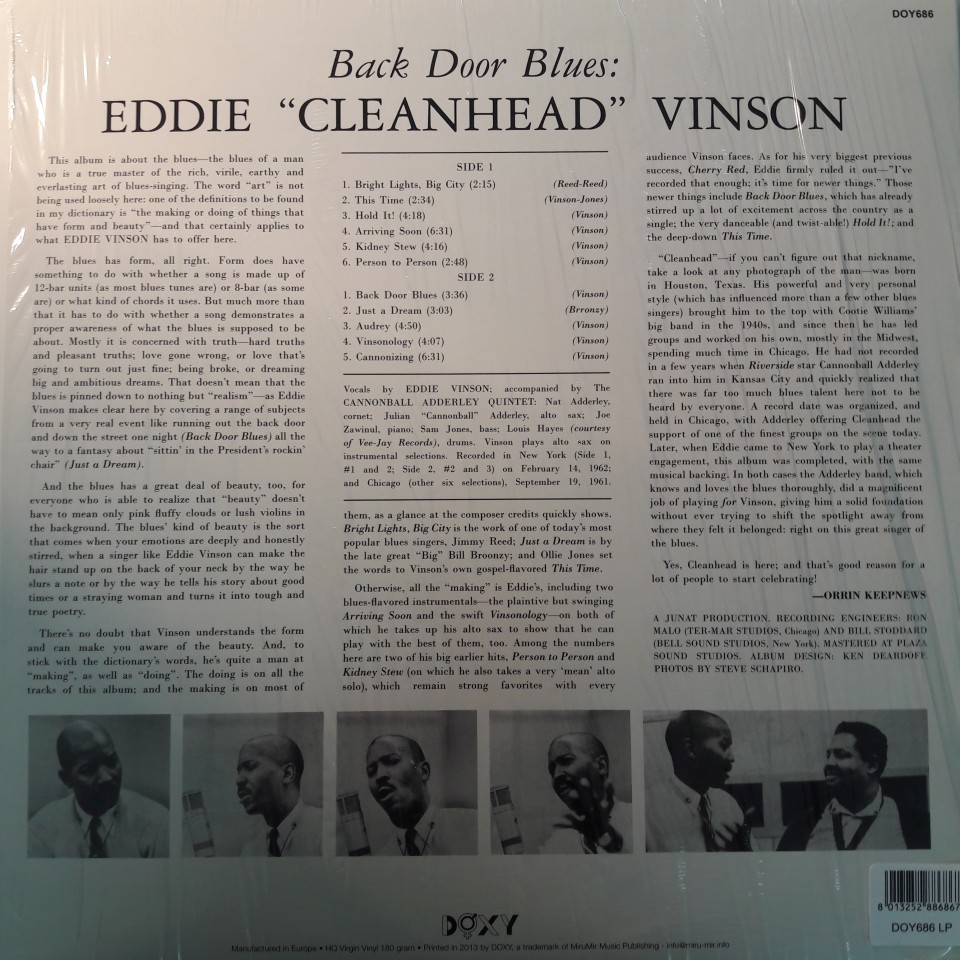 DOY686
Back Door Blues:
EDDIE “CLEANHEAD” VINSON
This album is about the blues—the blues of a man
who is a true master of the rich, virile, earthy and
everlasting art of blues-singing. The word “art” is not
being used loosely here: one of the definitions to be found
in my dictionary is “the making or doing of things that
have form and beauty”—and that certainly applies to
what EDDIE VINSON has to offer here.
The blues has form, all right. Form does have
something to do with whether a song is made up of
12-bar units (as most blues tunes are) or 8-bar (as some
are) or what kind of chords it uses. But much more than
that it has to do with whether a song demonstrates a
proper awareness of what the blues is supposed to be
about. Mostly it is concerned with truth—hard truths
and pleasant truths; love gone wrong, or love that’s
going to turn out just fine; being broke, or dreaming
big and ambitious dreams. That doesn’t mean that the
blues is pinned down to nothing but “realism”—as Eddie
Vinson makes clear here by covering a range of subjects
from a very real event like running out the back door
and down the street one night (Back Door Blues) all the
way to a fantasy about “sittin’ in the President’s rockin’
chair” (Just a Dream).
And the blues has a great deal of beauty, too, for
everyone who is able to realize that “beauty” doesn’t
have to mean only pink fluffy clouds or lush violins in
the background. The blues’ kind of beauty is the sort
that comes when your emotions are deeply and honestly
stirred, when a singer like Eddie Vinson can make the
hair stand up on the back of your neck by the way he
slurs a note or by the way he tells his story about good
times or a straying woman and turns it into tough and
true poetry.
There’s no doubt that Vinson understands the form
and can make you aware of the beauty. And, to
stick with the dictionary’s words, he’s quite a man at
“making”, as well as “doing”. The doing is on all the
tracks of this album; and the making is on most of
SIDE 1
1. Bright Lights, Big City (2:15) (Reed-Reed)
2. This Time (2:34) (Vinson-Jones)
3. Hold It! (4:18) (Vinson)
4. Arriving Soon (6:31) (Vinson)
5. Kidney Stew (4:16) (Vinson)
6. Person to Person (2:48) (Vinson)
SIDE 2
1. Back Door Blues (3:36) (Vinson)
2. Just a Dream (3:03) (Brronzy)
3. Audrey (4:50) (Vinson)
4. Vinsonology (4:07) (Vinson)
5. Cannonizing (6:31) (Vinson)
Vocals by EDDIE VINSON; accompanied by The
CANNONBALL ADDERLEY QUINTET: Nat Adderley,
cornet; Julian “Cannonball” Adderley, alto sax; Joe
Zawinul, piano; Sam Jones, bass; Louis Hayes (courtesy
of Vee-Jay Records), drums. Vinson plays alto sax on
instrumental selections. Recorded in New York (Side 1,
#1 and 2; Side 2, #2 and 3) on February 14, 1962;
and Chicago (other six selections), September 19, 1961.
them, as a glance at the composer credits quickly shows.
Bright Lights, Big City is the work of one of today’s most
popular blues singers, Jimmy Reed; Just a Dream is by
the late great “Big” Bill Broonzy; and Ollie Jones set
the words to Vinson’s own gospel-flavored This Time.
Otherwise, all the “making” is Eddie’s, including two
blues-flavored instrumentals—the plaintive but swinging
Arriving Soon and the swift Vinsonology—on both of
which he takes up his alto sax to show that he can
play with the best of them, too. Among the numbers
here are two of his big earlier hits, Person to Person and
Kidney Stew (on which he also takes a very ‘mean’ alto
solo), which remain strong favorites with every
audience Vinson faces. As for his very biggest previous
success, Cherry Red, Eddie firmly ruled it out—”I’ve
recorded that enough; it’s time for newer things.” Those
newer things include Back Door Blues, which has already
stirred up a lot of excitement across the country as a
single; the very danceable (and twist-able!) Hold It!; and
the deep-down This Time.
“Cleanhead”—if you can’t figure out that nickname,
take a look at any photograph of the man—was born
in Houston, Texas. His powerful and very personal
style (which has influenced more than a few other blues
singers) brought him to the top with Cootie Williams’
big band in the 1940s, and since then he has led
groups and worked on his own, mostly in the Midwest,
spending much time in Chicago. He had not recorded
in a few years when Riverside star Cannonball Adderley
ran into him in Kansas City and quickly realized that
there was far too much blues talent here not to be
heard by everyone. A record date was organized, and
held in Chicago, with Adderley offering Cleanhead the
support of one of the finest groups on the scene today.
Later, when Eddie came to New York to play a theater
engagement, this album was completed, with the same
musical backing. In both cases the Adderley band, which
knows and loves the blues thoroughly, did a magnificent
job of playing for Vinson, giving him a solid foundation
without ever trying to shift the spotlight away from
where they felt it belonged: right on this great singer of
the blues.
Yes, Cleanhead is here; and that’s good reason for a
lot of people to start celebrating!
—ORRIN KEEPNEWS
A JUNAT PRODUCTION. RECORDING ENGINEERS: RON
MALO (TER-MAR STUDIOS, Chicago) AND BILL STODDARD
(BELL SOUND STUDIOS, New York). MASTERED AT PLAZA
SOUND STUDIOS. ALBUM DESIGN: KEN DEARDOFF
PHOTOS BY STEVE SCHAPIRO.
8 013252 886867
DOY686 LP
DOXY
Manufactured in Europe • HQ Virgin Vinyl 180 gram • Printed in 2013 by DOXY, a trademark of MiruMir Music Publishing - info@miru-mir.info